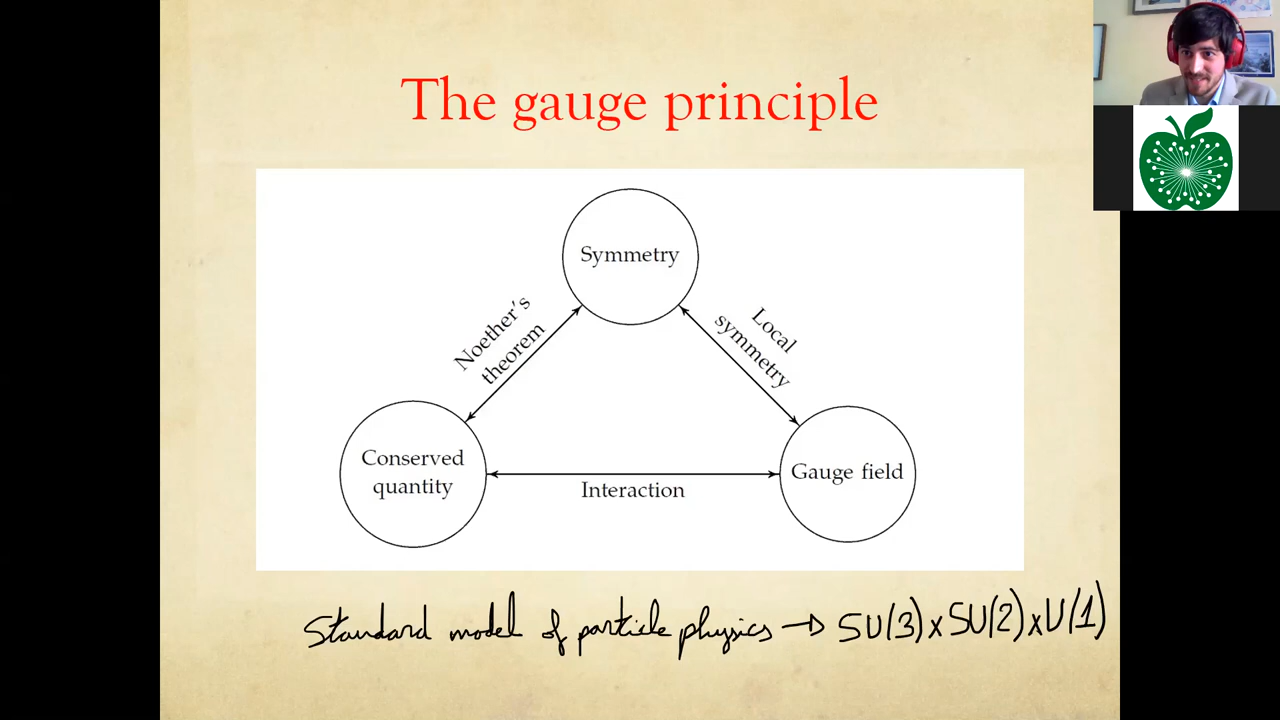 The gauge principle
Symmetry
Noether's
theorem
Local
symmetry
Conserved
quantity
Interaction
Gauge field
Standard model of particle physics → SU(3)xSU(2)xU(1)